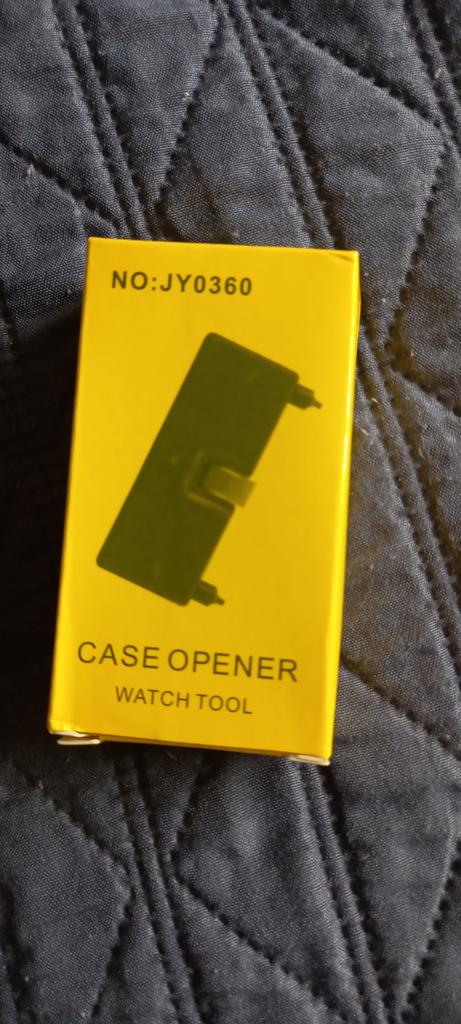 NO:JY0360
CASE OPENER
WATCH TOOL